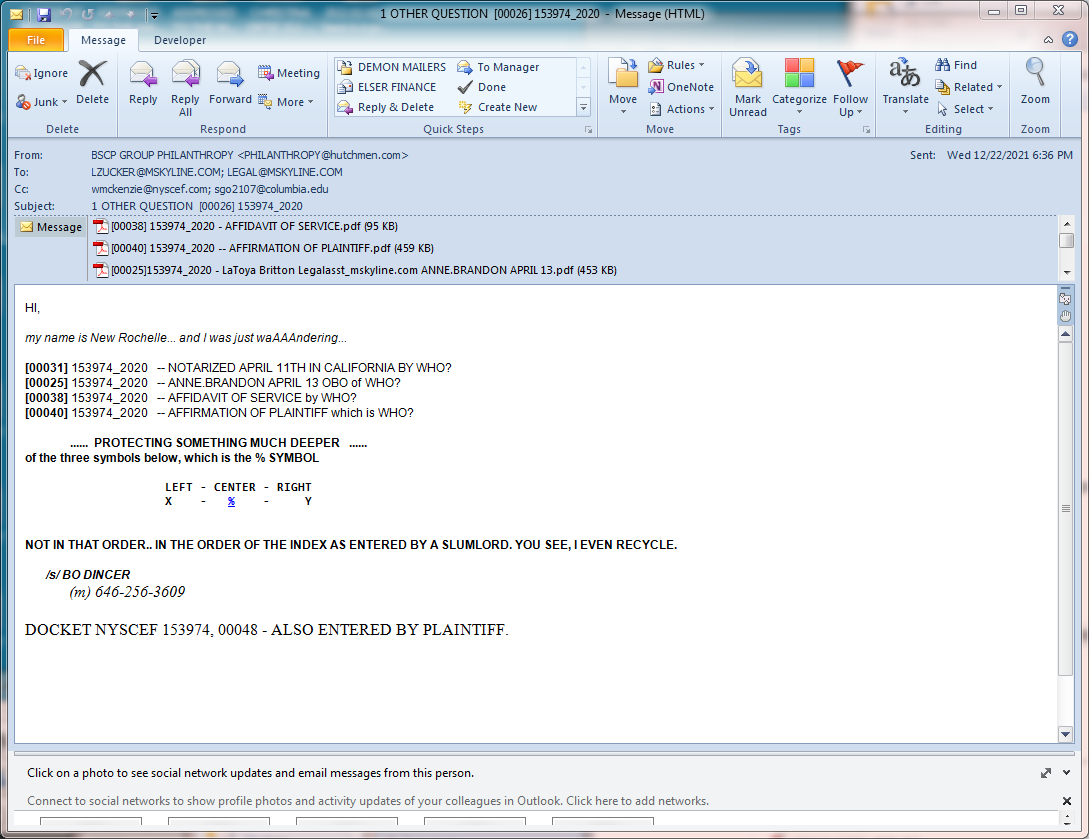 1 OTHER QUESTION [00026] 153974_2020 - Message (HTML)
File Message Developer
Ignore
Junk
Delete
Reply
Reply All
Forward
Meeting
More
DEMON MAILERS
ELSER FINANCE
Reply & Delete
To Manager
Done
Create New
Move
Rules
OneNote
Actions
Mark Unread
Categorize
Follow Up
Translate
Find
Related
Select
Zoom
Delete Respond Quick Steps Move Tags Editing Zoom
From: BSCP GROUP PHILANTHROPY <PHILANTHROPY@hutchmen.com> Sent: Wed 12/22/2021 6:36 PM
To: LZUCKER@MSKYLINE.COM; LEGAL@MSKYLINE.COM
Cc: wmckenzie@nyscef.com; sgo2107@columbia.edu
Subject: 1 OTHER QUESTION [00026] 153974_2020
Message [00038] 153974_2020 - AFFIDAVIT OF SERVICE.pdf (95 KB)
[00040] 153974_2020 -- AFFIRMATION OF PLAINTIFF.pdf (459 KB)
[00025]153974_2020 - LaToya Britton Legalasst_mskyline.com ANNE.BRANDON APRIL 13.pdf (453 KB)
HI,
my name is New Rochelle... and I was just waAAAndering...
[00031] 153974_2020 -- NOTARIZED APRIL 11TH IN CALIFORNIA BY WHO?
[00025] 153974_2020 -- ANNE.BRANDON APRIL 13 OBO of WHO?
[00038] 153974_2020 -- AFFIDAVIT OF SERVICE by WHO?
[00040] 153974_2020 -- AFFIRMATION OF PLAINTIFF which is WHO?
...... PROTECTING SOMETHING MUCH DEEPER ......
of the three symbols below, which is the % SYMBOL
LEFT - CENTER - RIGHT
X - % - Y
NOT IN THAT ORDER.. IN THE ORDER OF THE INDEX AS ENTERED BY A SLUMLORD. YOU SEE, I EVEN RECYCLE.
/s/ BO DINCER
(m) 646-256-3609
DOCKET NYSCEF 153974, 00048 - ALSO ENTERED BY PLAINTIFF.
Click on a photo to see social network updates and email messages from this person.
Connect to social networks to show profile photos and activity updates of your colleagues in Outlook. Click here to add networks.